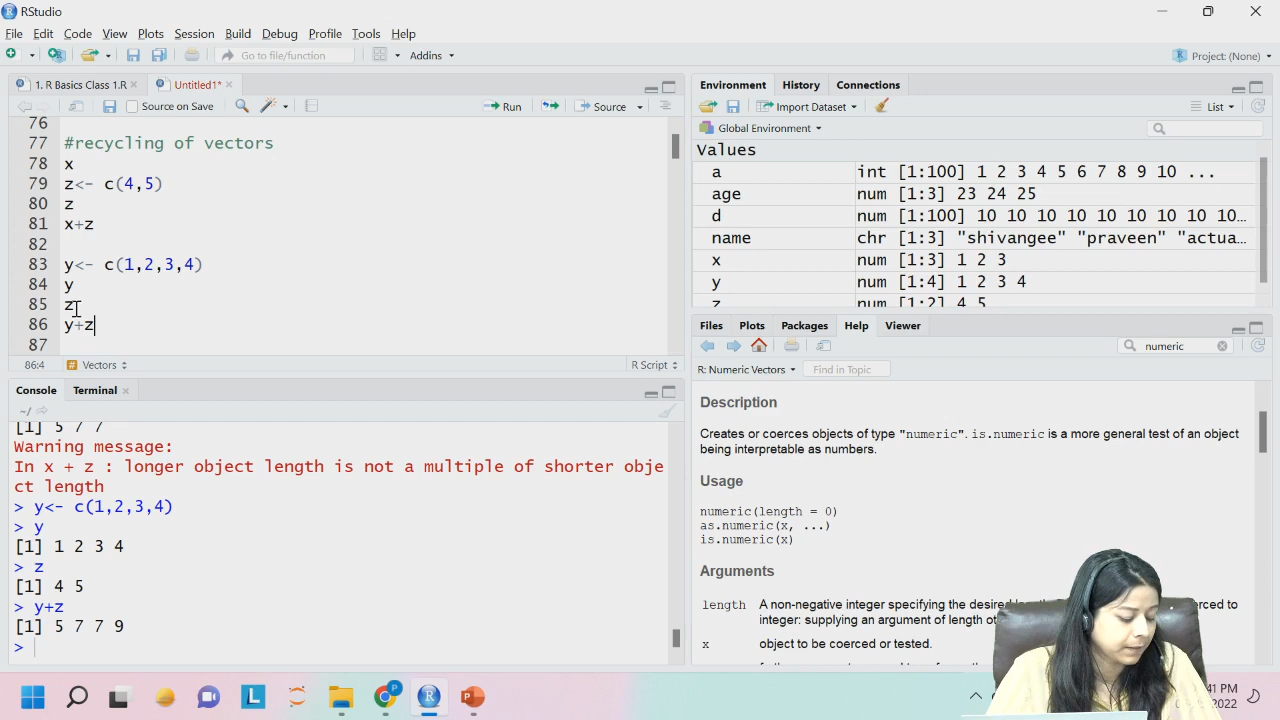 RStudio
File Edit Code View Plots Session Build Debug Profile Tools Help
Go to file/function Addins Project: (None)
1. R Basics Class 1.R Untitled1*
Source on Save Run Source
76
77 #recycling of vectors
78 x
79 z<- c(4,5)
80 z
81 x+z
82
83 y<- c(1,2,3,4)
84 y
85 z
86 y+z
87
86:4 Vectors R Script
Console Terminal
~/
[1] 5 7 7
Warning message:
In x + z : longer object length is not a multiple of shorter obje
ct length
> y<- c(1,2,3,4)
> y
[1] 1 2 3 4
> z
[1] 4 5
> y+z
[1] 5 7 7 9
>
Environment History Connections
Import Dataset List
Global Environment
Values
a int [1:100] 1 2 3 4 5 6 7 8 9 10 ...
age num [1:3] 23 24 25
d num [1:100] 10 10 10 10 10 10 10 10 10 10…
name chr [1:3] "shivangee" "praveen" "actua…
x num [1:3] 1 2 3
y num [1:4] 1 2 3 4
z num [1:2] 4 5
Files Plots Packages Help Viewer
numeric
R: Numeric Vectors Find in Topic
Description
Creates or coerces objects of type "numeric". is.numeric is a more general test of an object
being interpretable as numbers.
Usage
numeric(length = 0)
as.numeric(x, ...)
is.numeric(x)
Arguments
length A non-negative integer specifying the desired
integer: supplying an argument of length
x object to be coerced or tested.